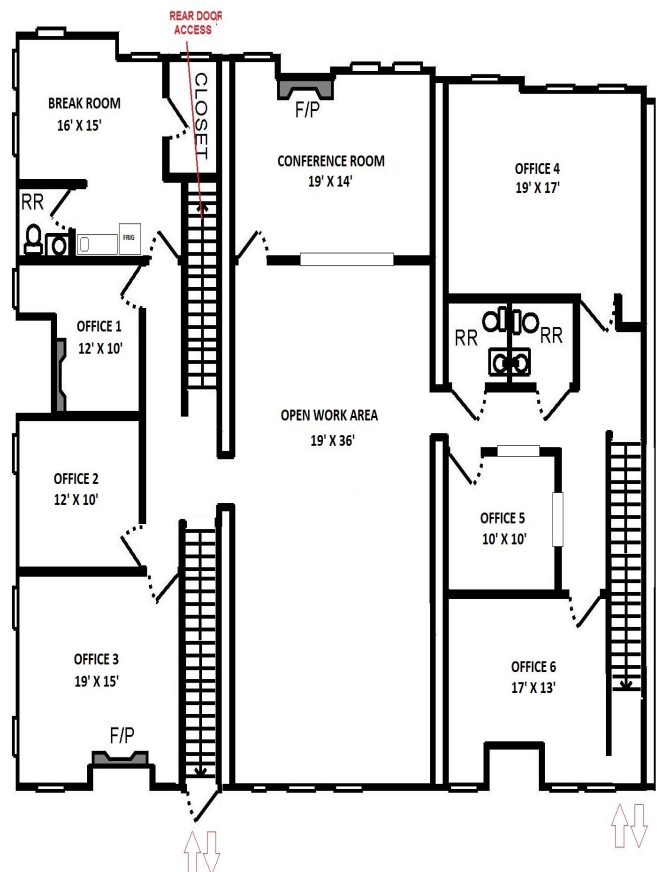 REAR DOOR
ACCESS
BREAK ROOM
16' X 15'
CLOSET
F/P
CONFERENCE ROOM
19' X 14'
OFFICE 4
19' X 17'
RR
FRIG
OFFICE 1
12' X 10'
RR
RR
OPEN WORK AREA
19' X 36'
OFFICE 2
12' X 10'
OFFICE 5
10' X 10'
OFFICE 3
19' X 15'
F/P
OFFICE 6
17' X 13'